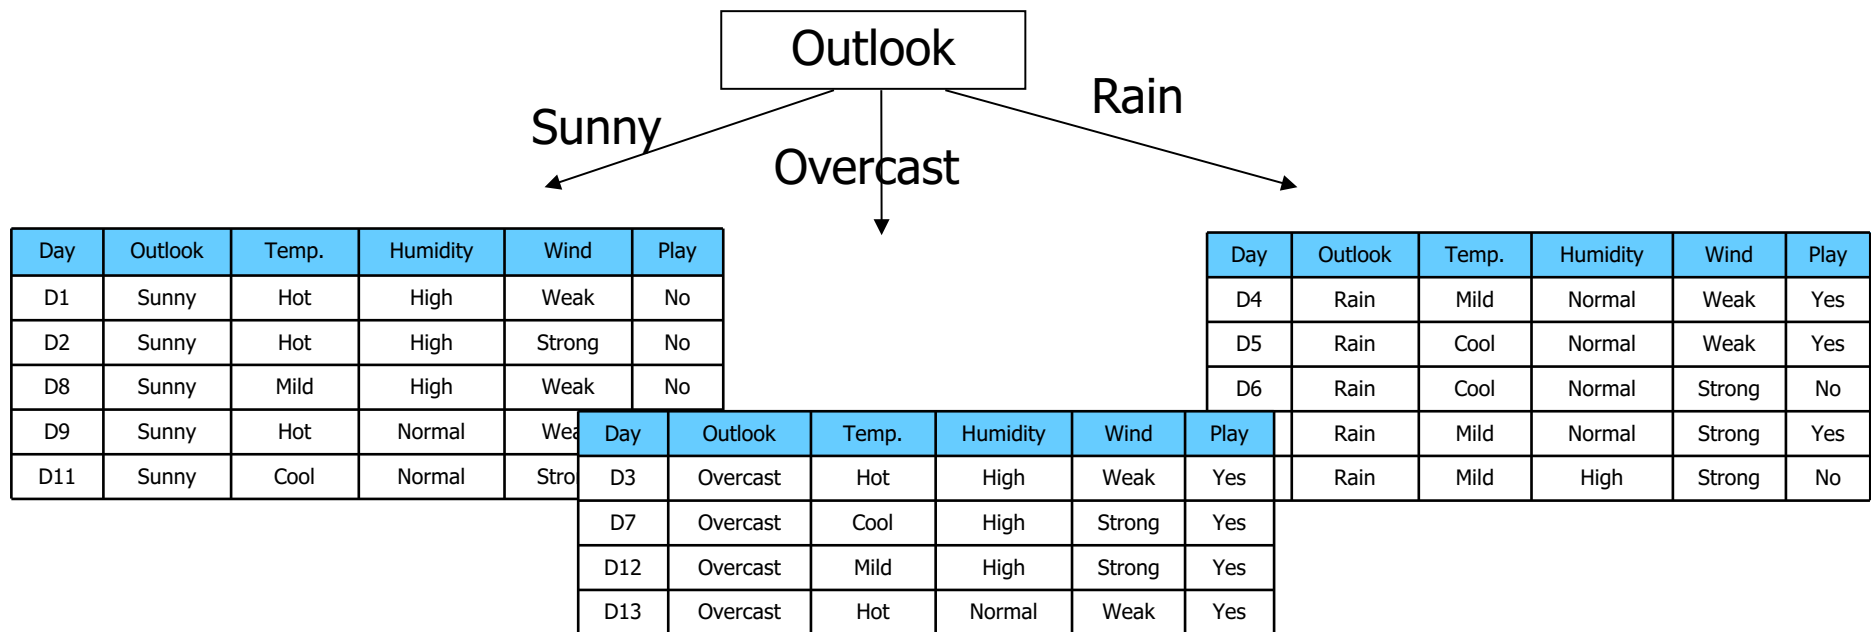 Outlook
Sunny
Overcast
Rain
Day Outlook Temp. Humidity Wind Play
D1 Sunny Hot High Weak No
D2 Sunny Hot High Strong No
D8 Sunny Mild High Weak No
D9 Sunny Hot Normal
D11 Sunny Cool Normal
Day Outlook Temp. Humidity Wind Play
D3 Overcast Hot High Weak Yes
D7 Overcast Cool High Strong Yes
D12 Overcast Mild High Strong Yes
D13 Overcast Hot Normal Weak Yes
Day Outlook Temp. Humidity Wind Play
D4 Rain Mild Normal Weak Yes
D5 Rain Cool Normal Weak Yes
D6 Rain Cool Normal Strong No
Rain Mild Normal Strong Yes
Rain Mild High Strong No